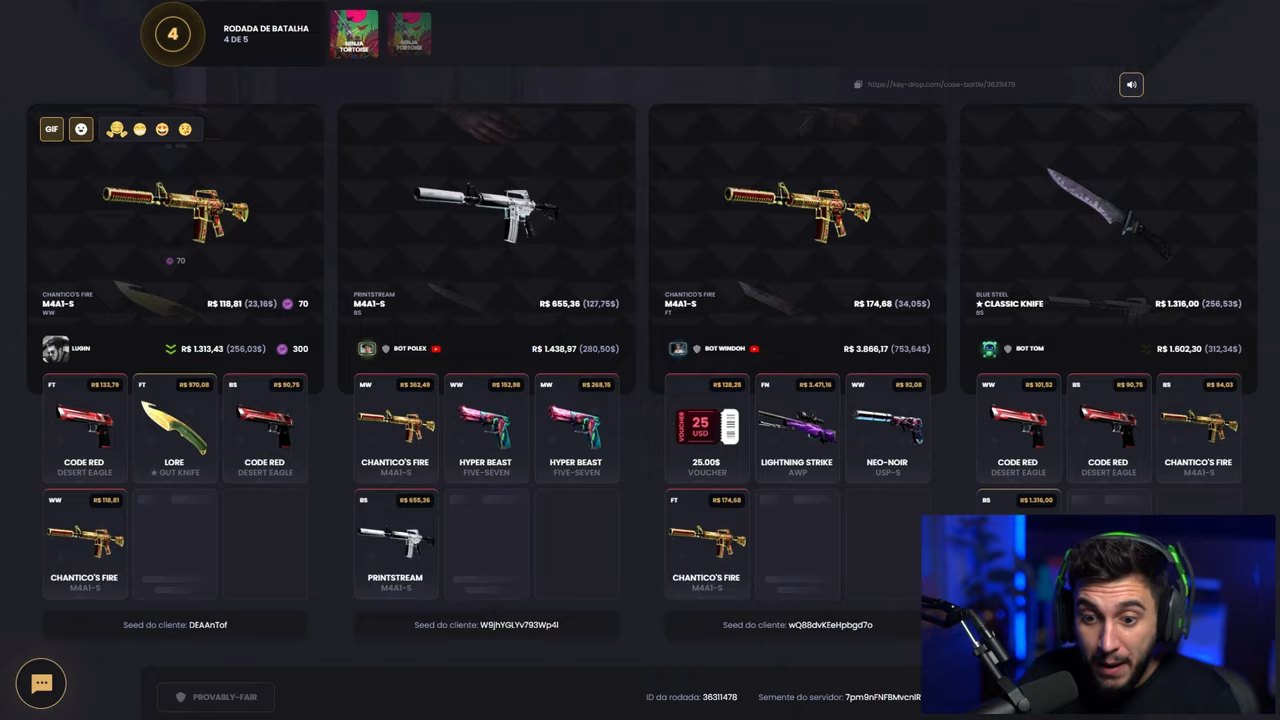 4
RODADA DE BATALHA
4 DE 5
NINJA
TORTOISE
NINJA
TORTOISE
https://key-drop.com/case-battle/36311478
GIF
70
CHANTICO'S FIRE
M4A1-S
WW
R$ 118,81 (23,16$) 70
LUGIN
R$ 1.313,43 (256,03$) 300
PRINTSTREAM
M4A1-S
BS
R$ 655,36 (127,75$)
BOT POLEX
R$ 1.438,97 (280,50$)
CHANTICO'S FIRE
M4A1-S
FT
R$ 174,68 (34,05$)
BOT WINDOH
R$ 3.866,17 (753,64$)
BLUE STEEL
★ CLASSIC KNIFE
BS
R$ 1.316,00 (256,53$)
BOT TOM
R$ 1.602,30 (312,34$)
FT R$ 133,79
CODE RED
DESERT EAGLE
FT R$ 970,08
LORE
★ GUT KNIFE
BS R$ 90,75
CODE RED
DESERT EAGLE
MW R$ 362,49
CHANTICO'S FIRE
M4A1-S
WW R$ 152,98
HYPER BEAST
FIVE-SEVEN
MW R$ 268,15
HYPER BEAST
FIVE-SEVEN
R$ 128,25
VOUCHER
25
USD
25.00$
VOUCHER
FN R$ 3.471,16
LIGHTNING STRIKE
AWP
WW R$ 92,08
NEO-NOIR
USP-S
WW R$ 101,52
CODE RED
DESERT EAGLE
BS R$ 90,75
CODE RED
DESERT EAGLE
BS R$ 94,03
CHANTICO'S FIRE
M4A1-S
WW R$ 118,81
CHANTICO'S FIRE
M4A1-S
BS R$ 655,36
PRINTSTREAM
M4A1-S
FT R$ 174,68
CHANTICO'S FIRE
M4A1-S
BS R$ 1.316,00
Seed do cliente: DEAAnTof
Seed do cliente: W9jhYGLYv793Wp4I
Seed do cliente: wQ88dvKEeHpbgd7o
PROVABLY-FAIR
ID da rodada: 36311478
Semente do servidor: 7pm9nFNFBMvcnIR